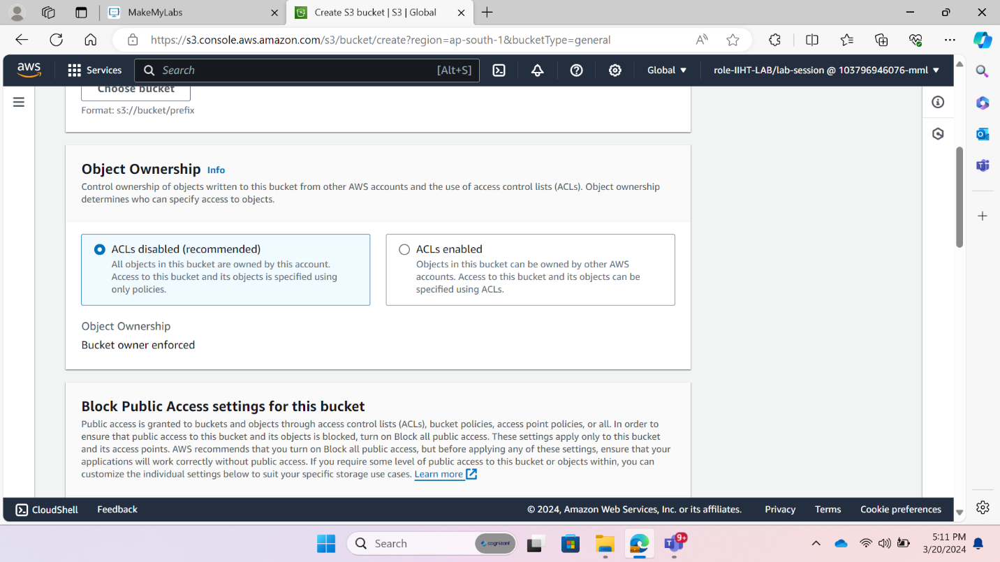 MakeMyLabs
Create S3 bucket | S3 | Global
https://s3.console.aws.amazon.com/s3/bucket/create?region=ap-south-1&bucketType=general
aws
Services
Search
[Alt+S]
Global
role-IIHT-LAB/lab-session @ 103796946076-mml
Choose bucket
Format: s3://bucket/prefix
Object Ownership Info
Control ownership of objects written to this bucket from other AWS accounts and the use of access control lists (ACLs). Object ownership
determines who can specify access to objects.
ACLs disabled (recommended)
All objects in this bucket are owned by this account.
Access to this bucket and its objects is specified using
only policies.
ACLs enabled
Objects in this bucket can be owned by other AWS
accounts. Access to this bucket and its objects can be
specified using ACLs.
Object Ownership
Bucket owner enforced
Block Public Access settings for this bucket
Public access is granted to buckets and objects through access control lists (ACLs), bucket policies, access point policies, or all. In order to
ensure that public access to this bucket and its objects is blocked, turn on Block all public access. These settings apply only to this bucket
and its access points. AWS recommends that you turn on Block all public access, but before applying any of these settings, ensure that your
applications will work correctly without public access. If you require some level of public access to this bucket or objects within, you can
customize the individual settings below to suit your specific storage use cases. Learn more
CloudShell
Feedback
© 2024, Amazon Web Services, Inc. or its affiliates.
Privacy
Terms
Cookie preferences
Search
cognizant
9+
5:11 PM
3/20/2024